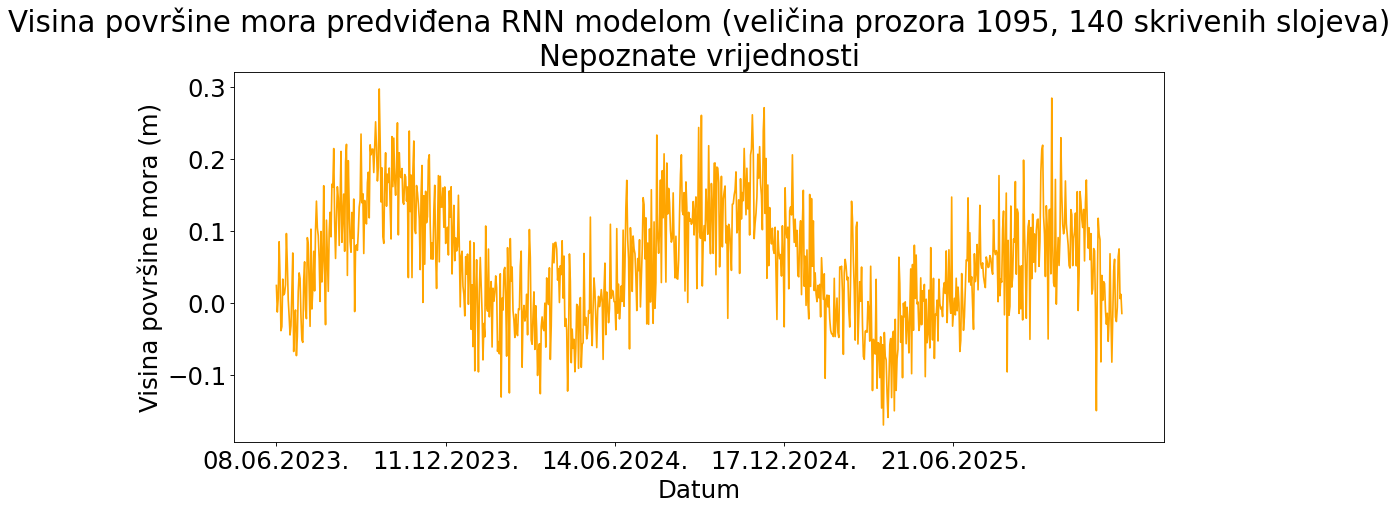 Visina površine mora predviđena RNN modelom (veličina prozora 1095, 140 skrivenih slojeva)
Nepoznate vrijednosti
Visina površine mora (m)
0.3
0.2
0.1
0.0
−0.1
08.06.2023. 11.12.2023. 14.06.2024. 17.12.2024. 21.06.2025.
Datum